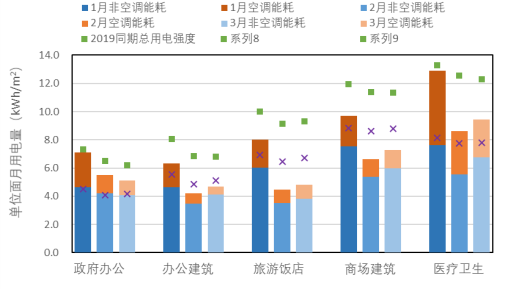 1月非空调能耗 1月空调能耗 2月非空调能耗
2月空调能耗 3月非空调能耗 3月空调能耗
2019同期总用电强度 系列8 系列9
单位面月用电量（kWh/m²）
14.0
12.0
10.0
8.0
6.0
4.0
2.0
0.0
政府办公 办公建筑 旅游饭店 商场建筑 医疗卫生